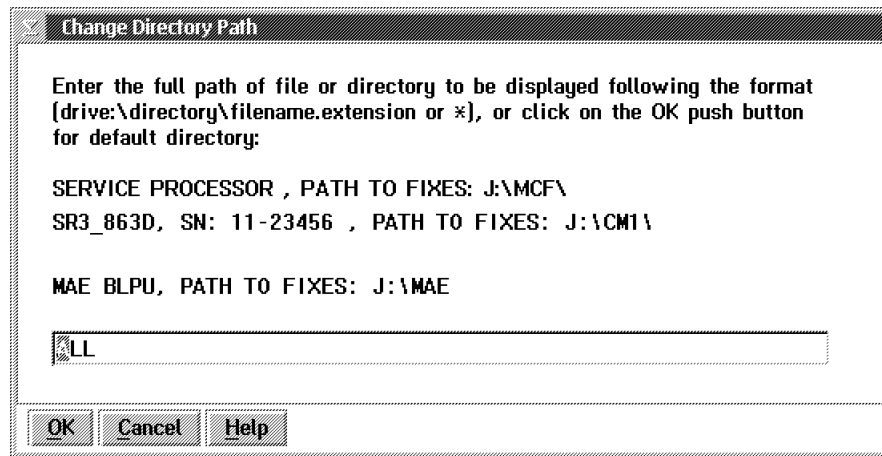 Change Directory Path
Enter the full path of file or directory to be displayed following the format
(drive:\directory\filename.extension or *), or click on the OK push button
for default directory:
SERVICE PROCESSOR , PATH TO FIXES: J:\MCF\
SR3_863D, SN: 11-23456 , PATH TO FIXES: J:\CM1\
MAE BLPU, PATH TO FIXES: J:\MAE
ALL
OK Cancel Help